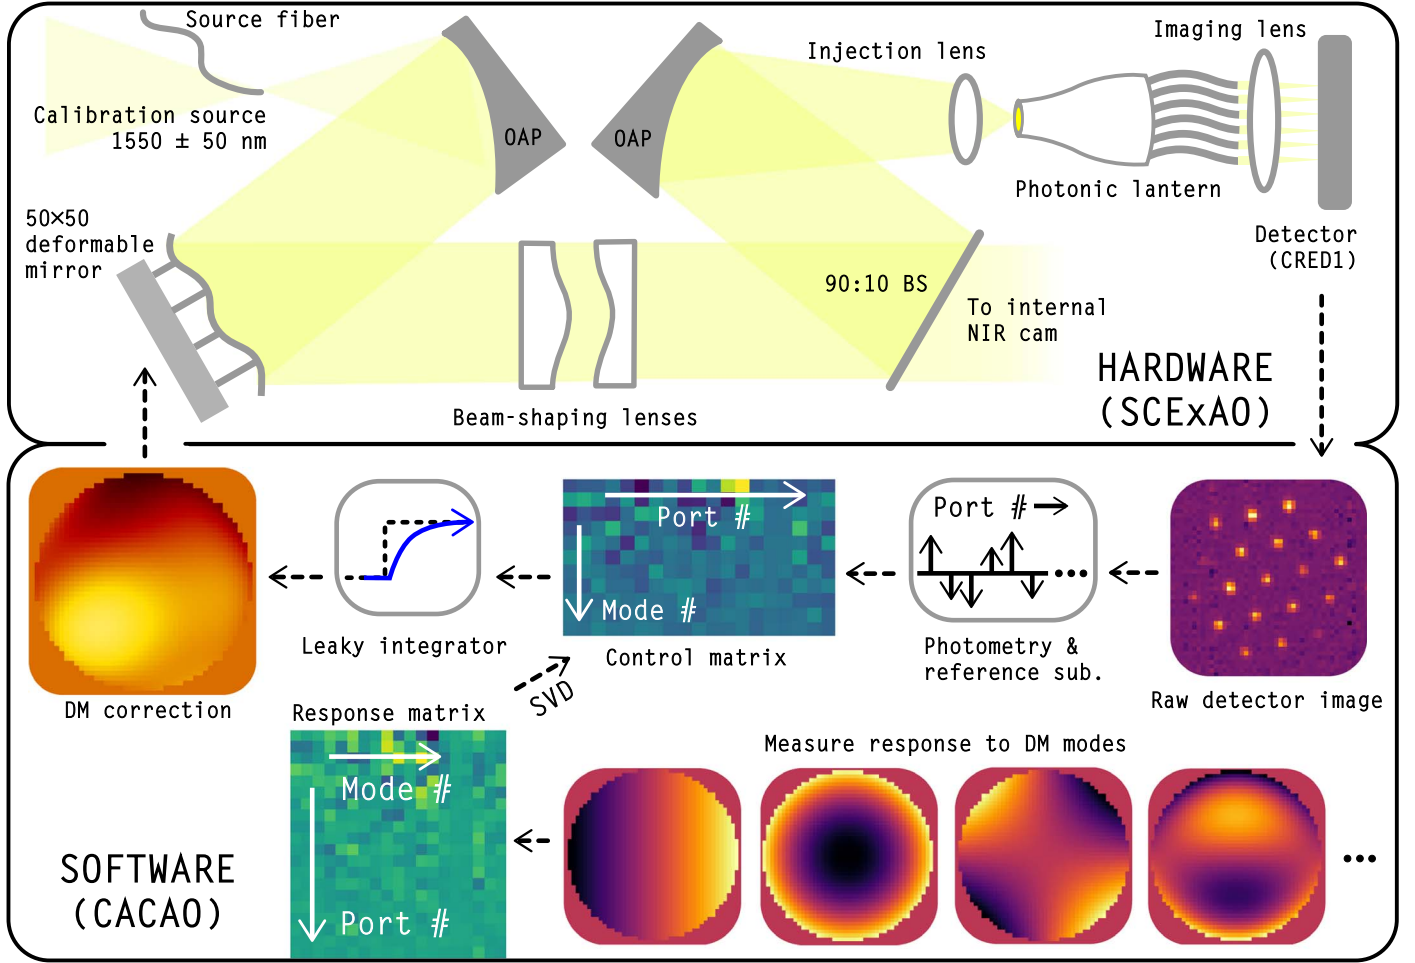 Source fiber
Calibration source
1550 ± 50 nm
OAP
OAP
Injection lens
Imaging lens
Photonic lantern
Detector
(CRED1)
50×50
deformable
mirror
90:10 BS
To internal
NIR cam
Beam-shaping lenses
HARDWARE
(SCExAO)
DM correction
Leaky integrator
Port #
Mode #
Control matrix
Port #
Photometry &
reference sub.
Raw detector image
SVD
Response matrix
Mode #
Port #
Measure response to DM modes
SOFTWARE
(CACAO)